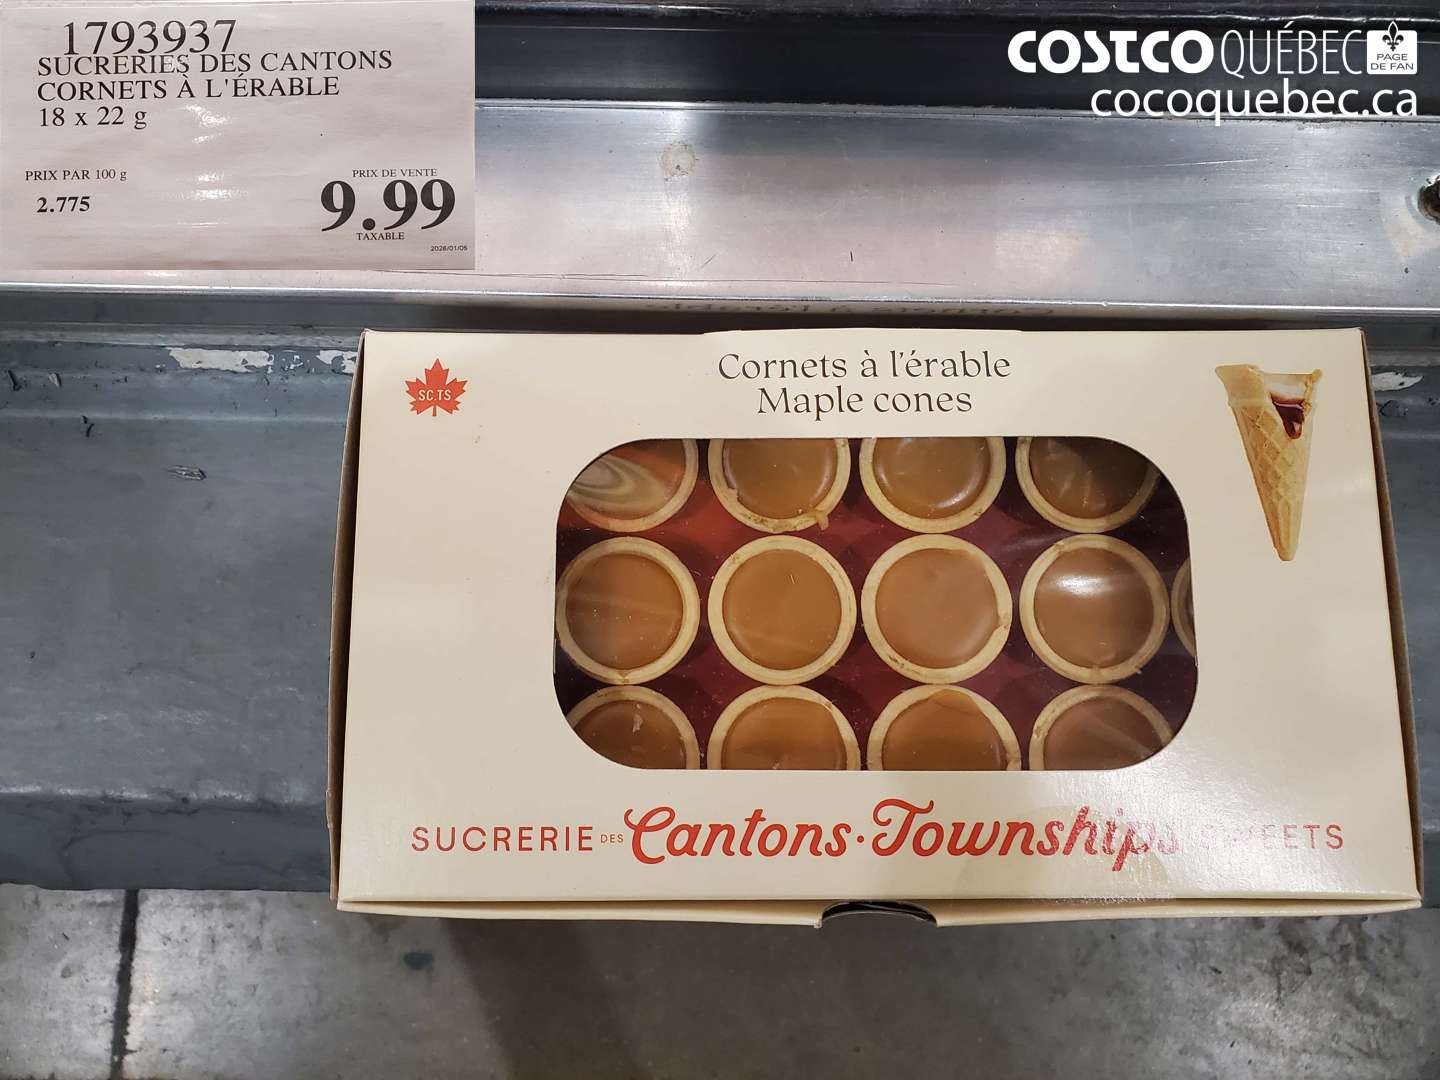 1793937
SUCRERIES DES CANTONS
CORNETS À L'ÉRABLE
18 x 22 g
PRIX PAR 100 g
2.775
PRIX DE VENTE
9.99
TAXABLE
2026/01/05
COSTCO QUÉBEC PAGE DE FAN
cocoquebec.ca
SC.TS
Cornets à l'érable
Maple cones
SUCRERIE DES Cantons · Townships SWEETS